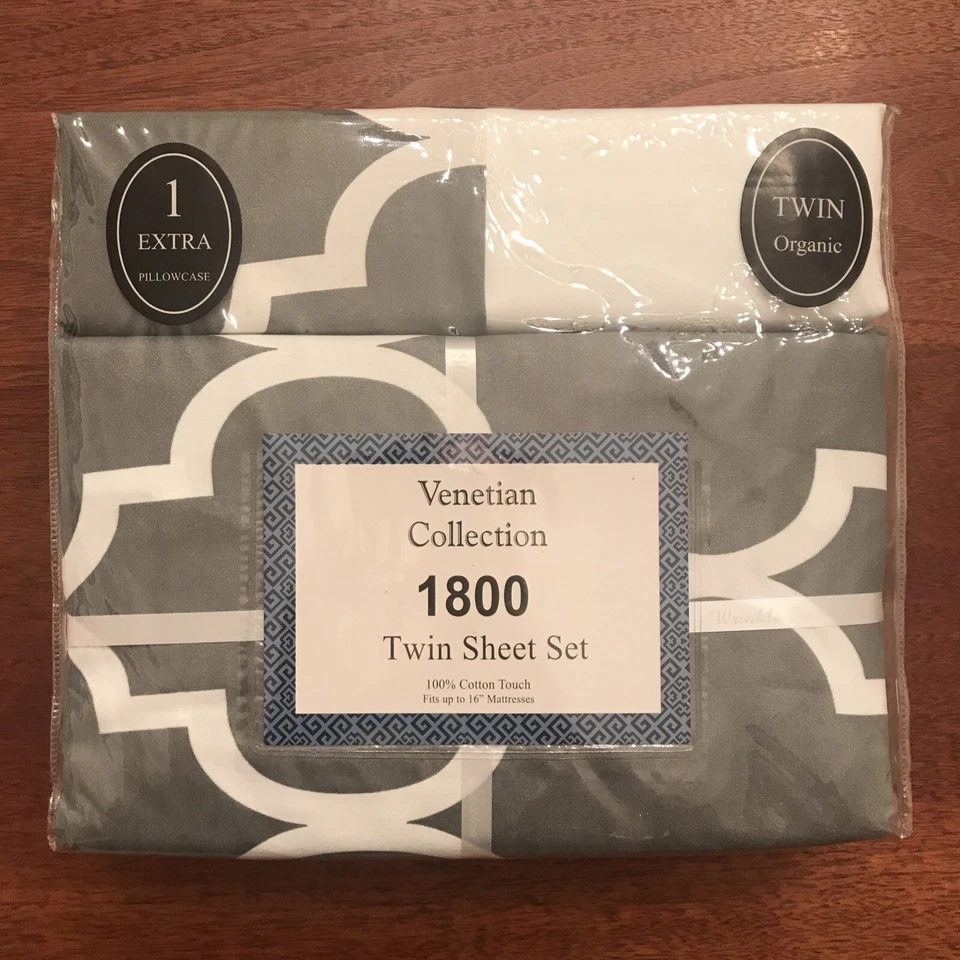 1
EXTRA
PILLOWCASE
TWIN
Organic
Venetian
Collection
1800
Twin Sheet Set
100% Cotton Touch
Fits up to 16” Mattresses